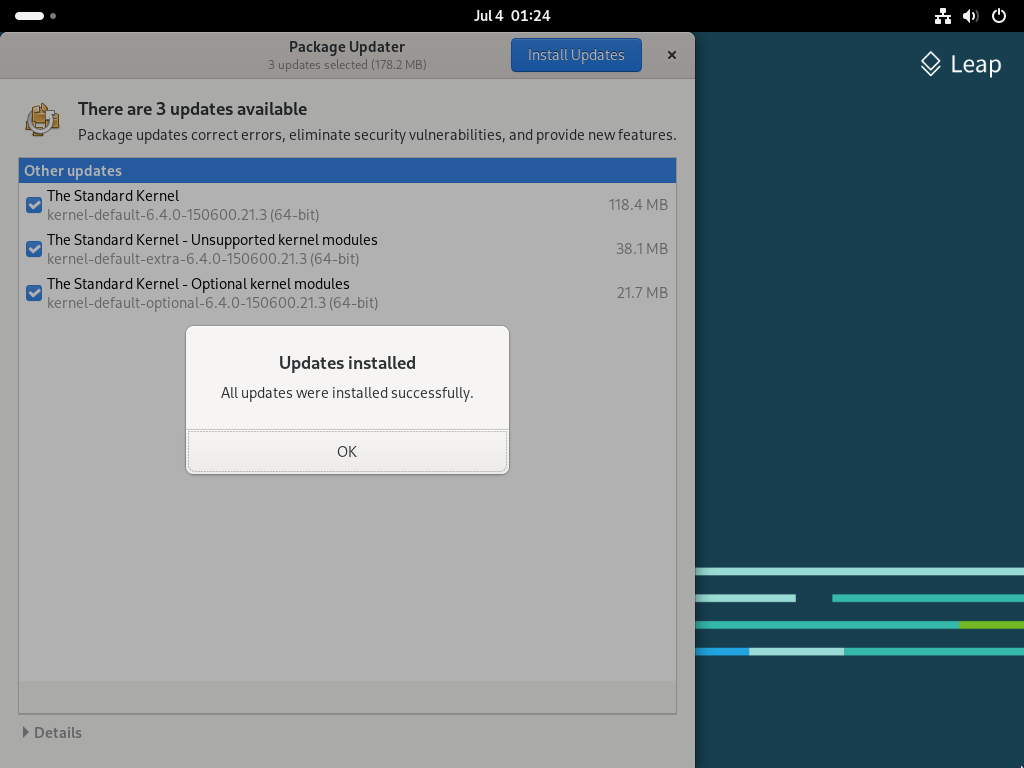 Jul 4 01:24
Package Updater
3 updates selected (178.2 MB)
Install Updates
Leap
There are 3 updates available
Package updates correct errors, eliminate security vulnerabilities, and provide new features.
Other updates
The Standard Kernel
kernel-default-6.4.0-150600.21.3 (64-bit)
118.4 MB
The Standard Kernel - Unsupported kernel modules
kernel-default-extra-6.4.0-150600.21.3 (64-bit)
38.1 MB
The Standard Kernel - Optional kernel modules
kernel-default-optional-6.4.0-150600.21.3 (64-bit)
21.7 MB
Updates installed
All updates were installed successfully.
OK
Details